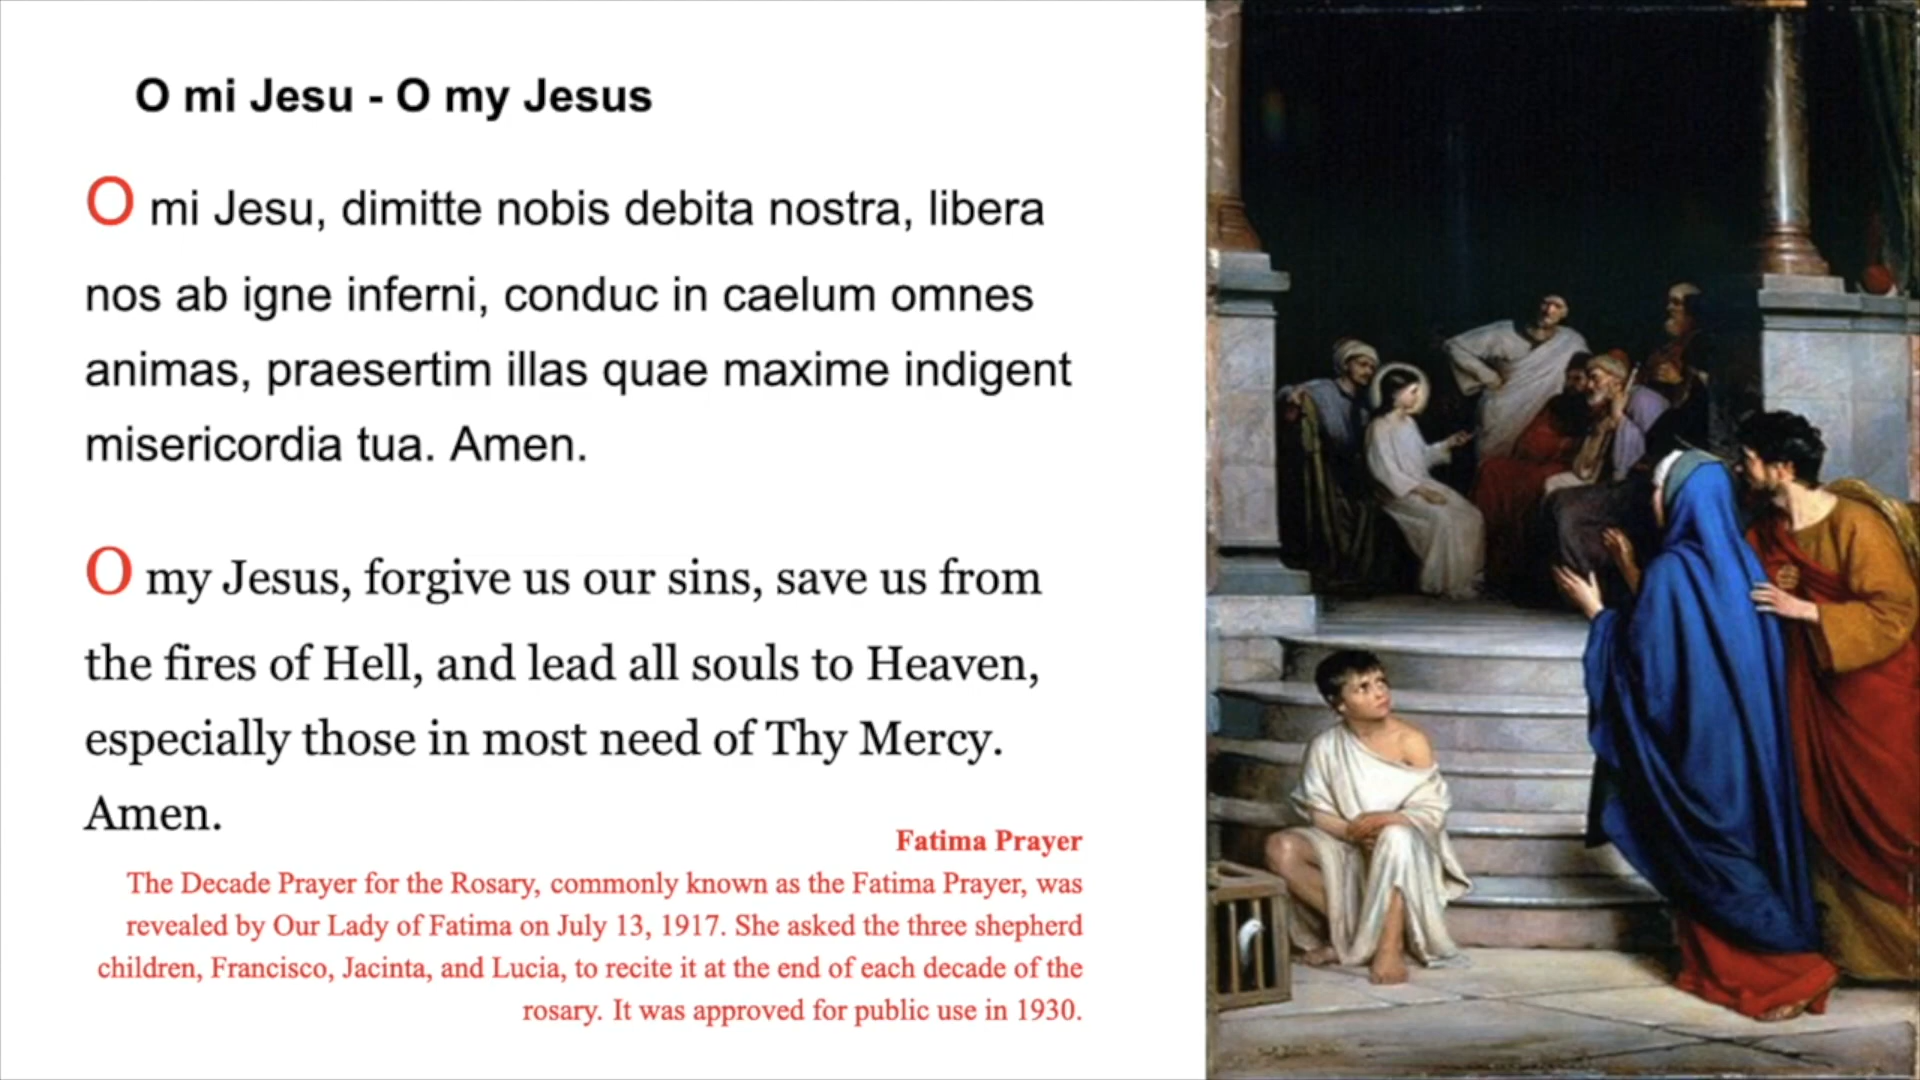 O mi Jesu - O my Jesus
O mi Jesu, dimitte nobis debita nostra, libera
nos ab igne inferni, conduc in caelum omnes
animas, praesertim illas quae maxime indigent
misericordia tua. Amen.
O my Jesus, forgive us our sins, save us from
the fires of Hell, and lead all souls to Heaven,
especially those in most need of Thy Mercy.
Amen.
Fatima Prayer
The Decade Prayer for the Rosary, commonly known as the Fatima Prayer, was
revealed by Our Lady of Fatima on July 13, 1917. She asked the three shepherd
children, Francisco, Jacinta, and Lucia, to recite it at the end of each decade of the
rosary. It was approved for public use in 1930.